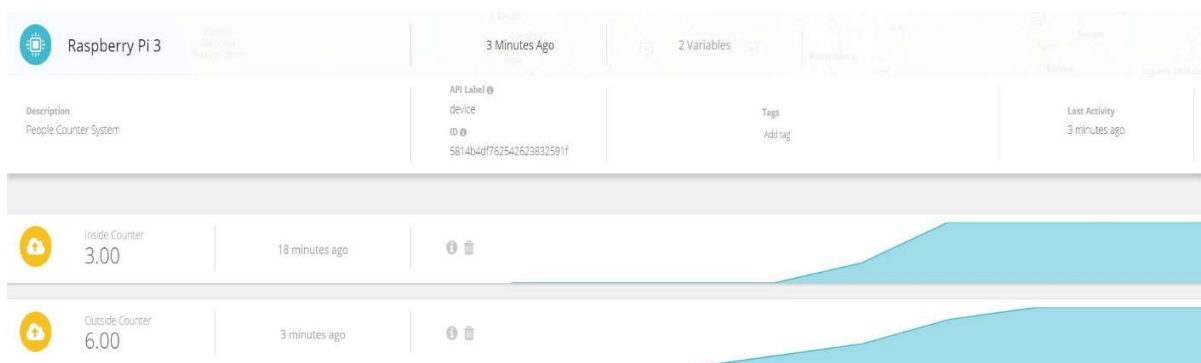 Raspberry Pi 3
3 Minutes Ago
2 Variables
Description
People Counter System
API Label
device
ID
5814b4df762542623832591f
Tags
Add tag
Last Activity
3 minutes ago
Inside Counter
3.00
18 minutes ago
Outside Counter
6.00
3 minutes ago